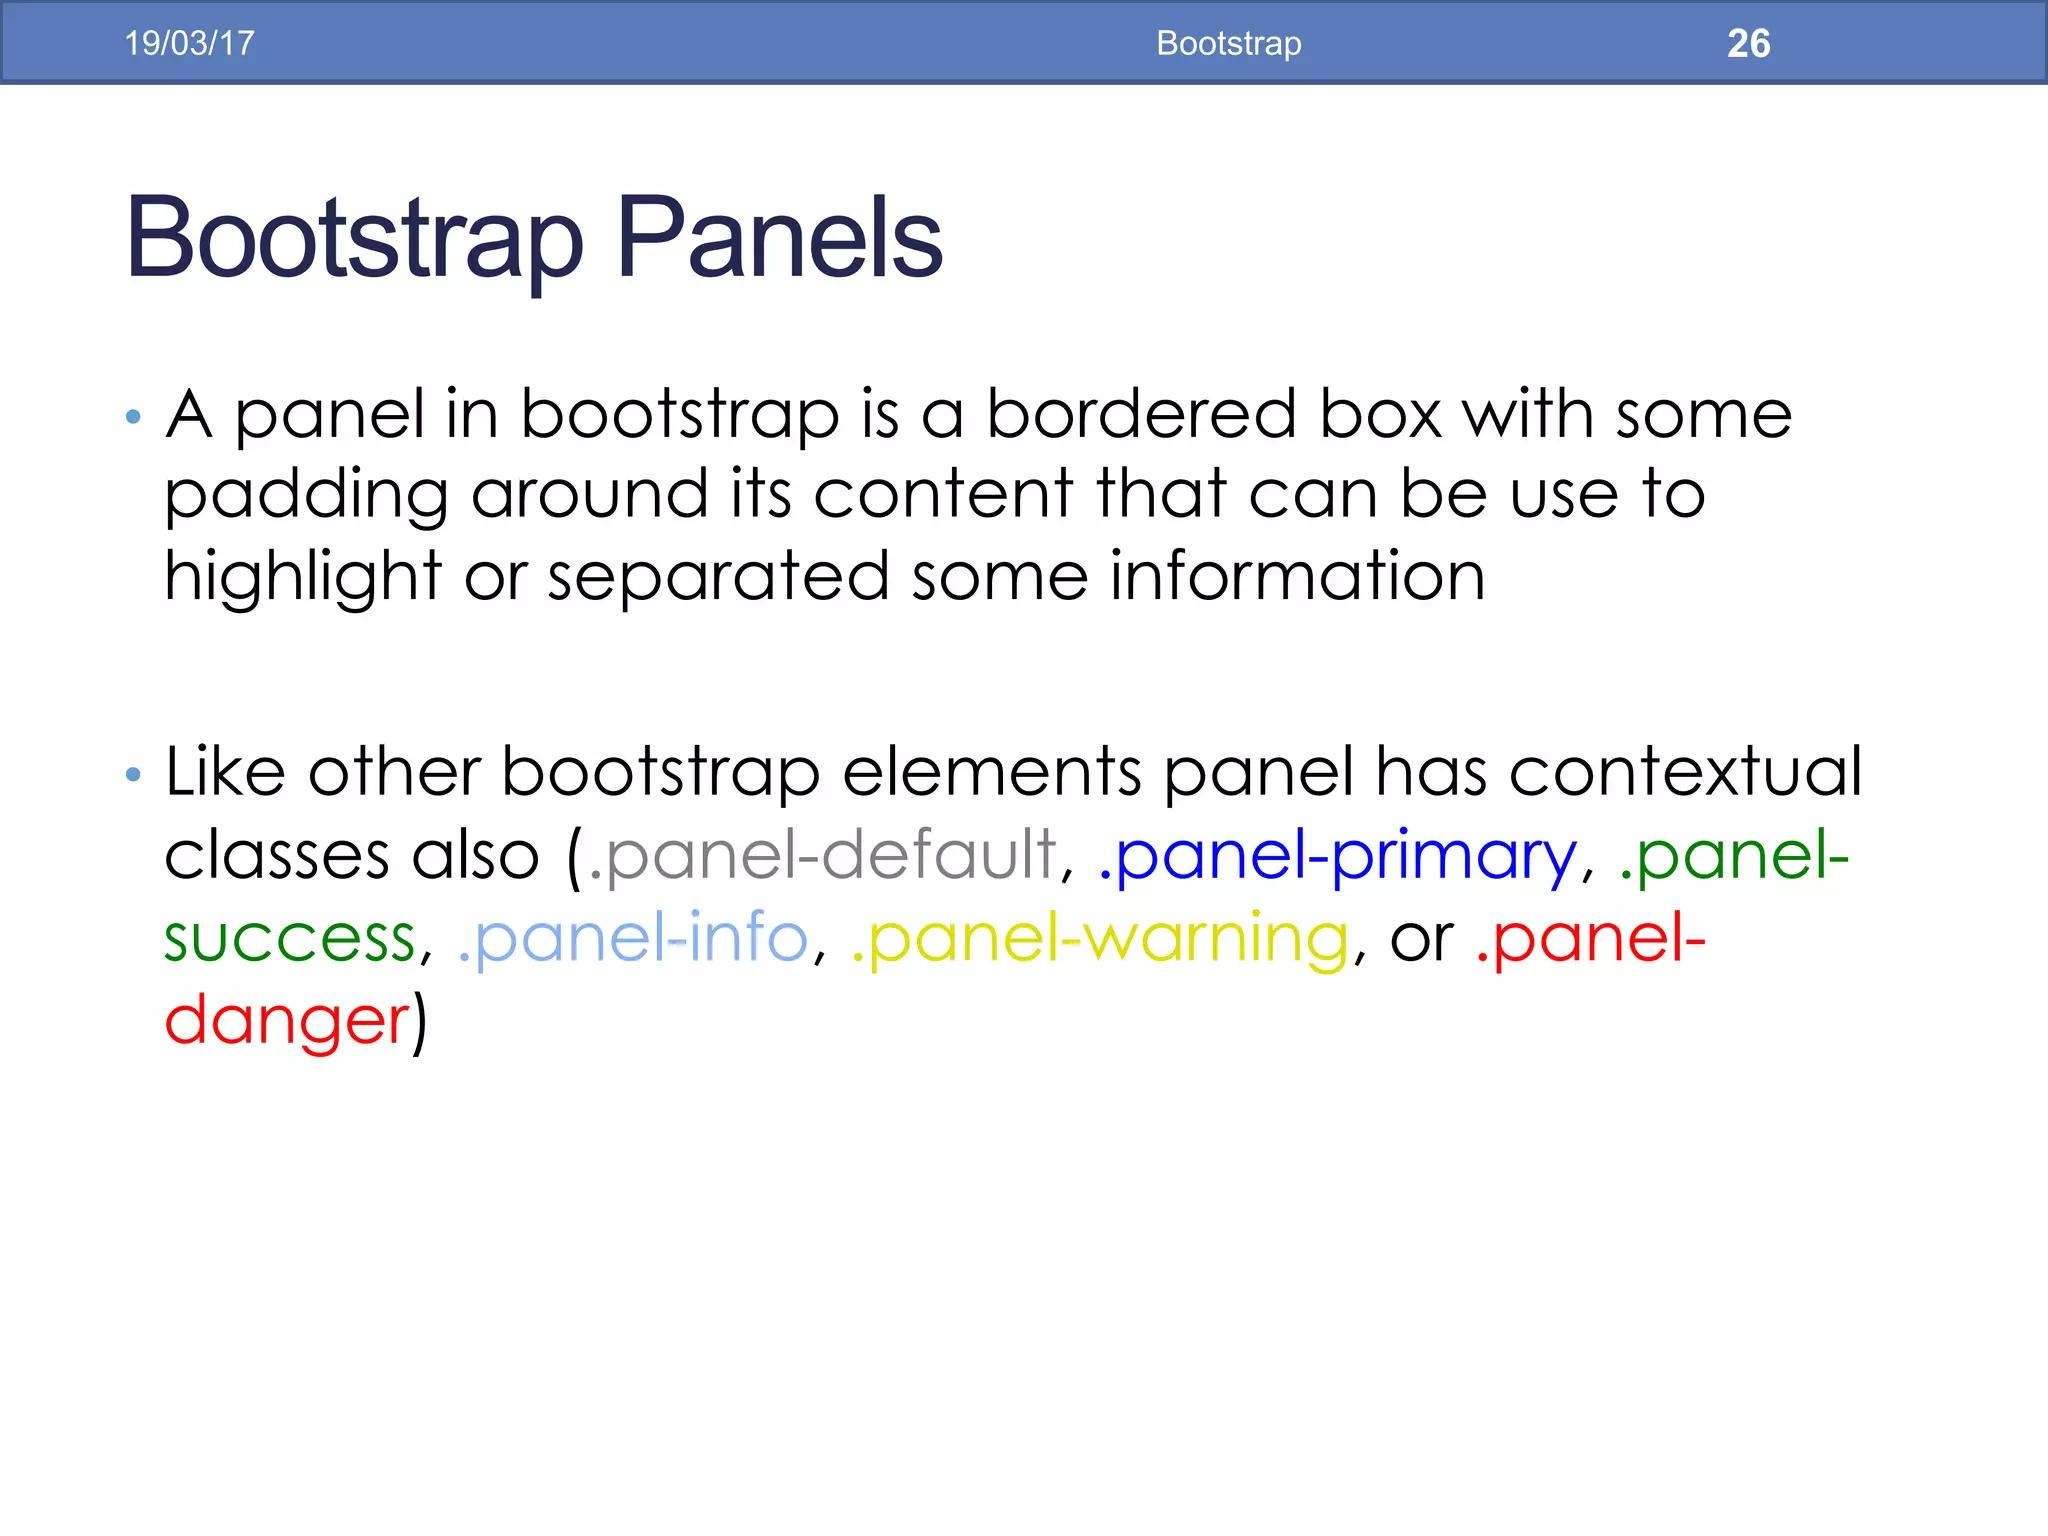 19/03/17 Bootstrap 26
Bootstrap Panels
• A panel in bootstrap is a bordered box with some
padding around its content that can be use to
highlight or separated some information
• Like other bootstrap elements panel has contextual
classes also (.panel-default, .panel-primary, .panel-
success, .panel-info, .panel-warning, or .panel-
danger)